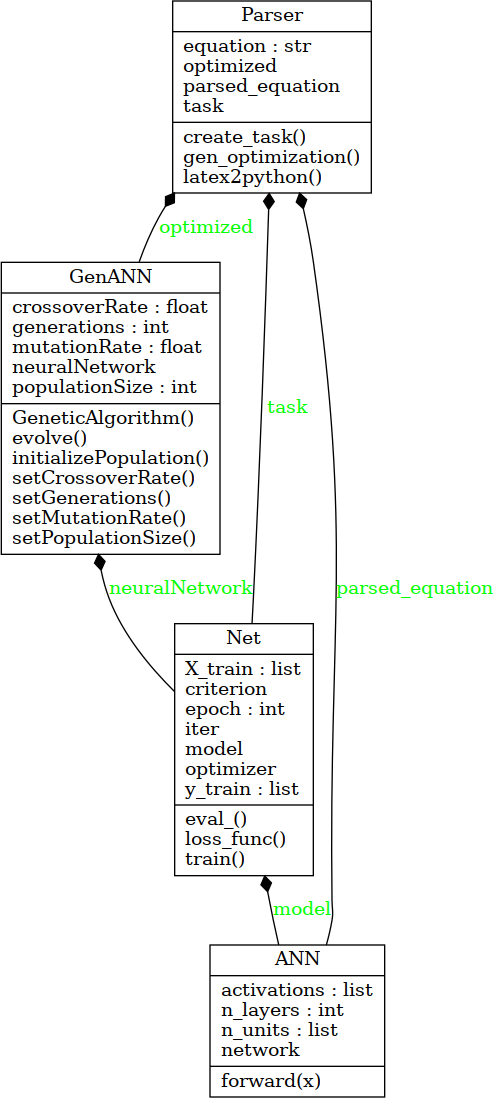 Parser
equation : str
optimized
parsed_equation
task
create_task()
gen_optimization()
latex2python()
optimized
GenANN
crossoverRate : float
generations : int
mutationRate : float
neuralNetwork
populationSize : int
GeneticAlgorithm()
evolve()
initializePopulation()
setCrossoverRate()
setGenerations()
setMutationRate()
setPopulationSize()
task
neuralNetwork
parsed_equation
Net
X_train : list
criterion
epoch : int
iter
model
optimizer
y_train : list
eval_()
loss_func()
train()
model
ANN
activations : list
n_layers : int
n_units : list
network
forward(x)